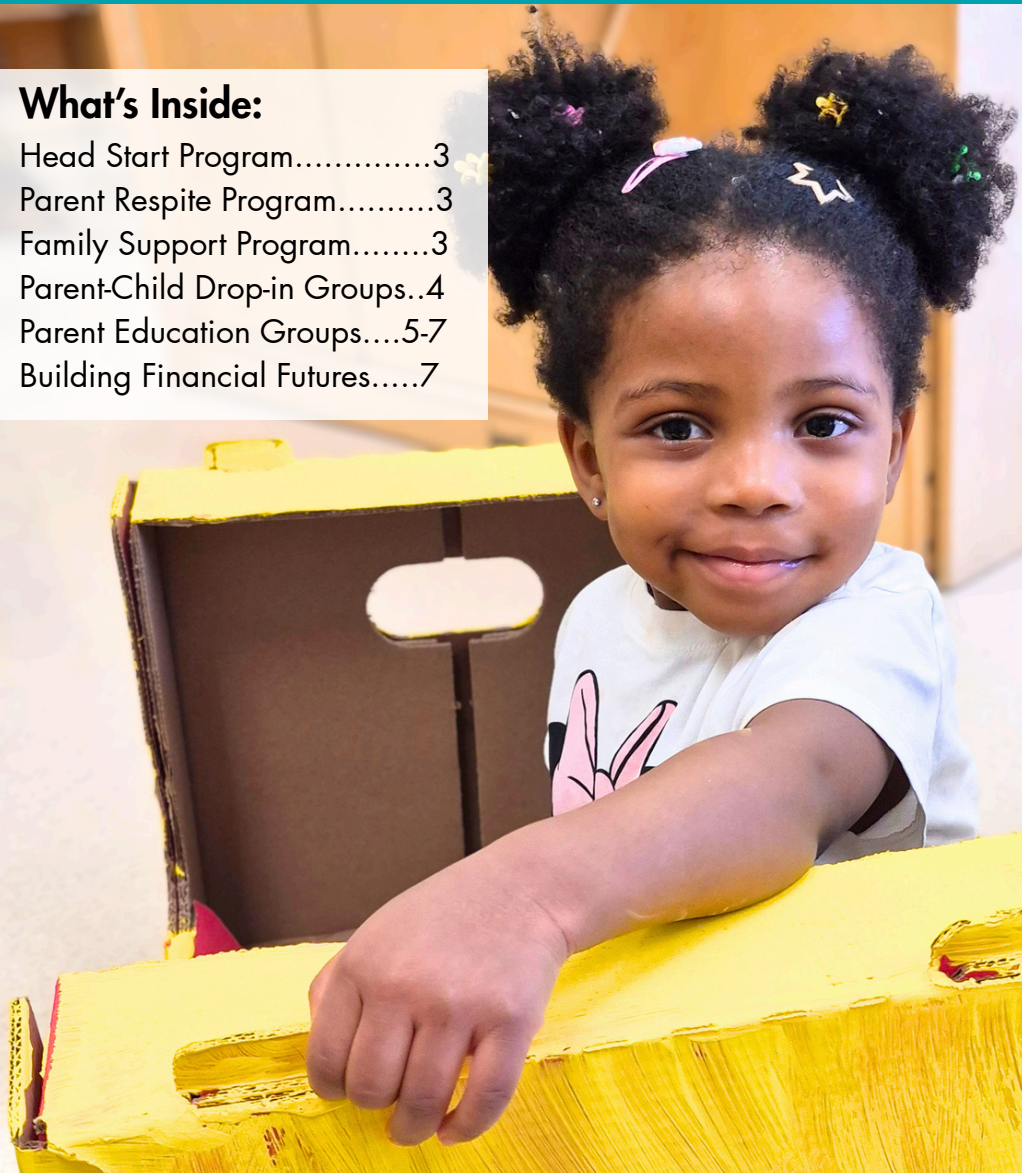 What’s Inside:
Head Start Program..............3
Parent Respite Program..........3
Family Support Program........3
Parent-Child Drop-in Groups..4
Parent Education Groups....5-7
Building Financial Futures.....7